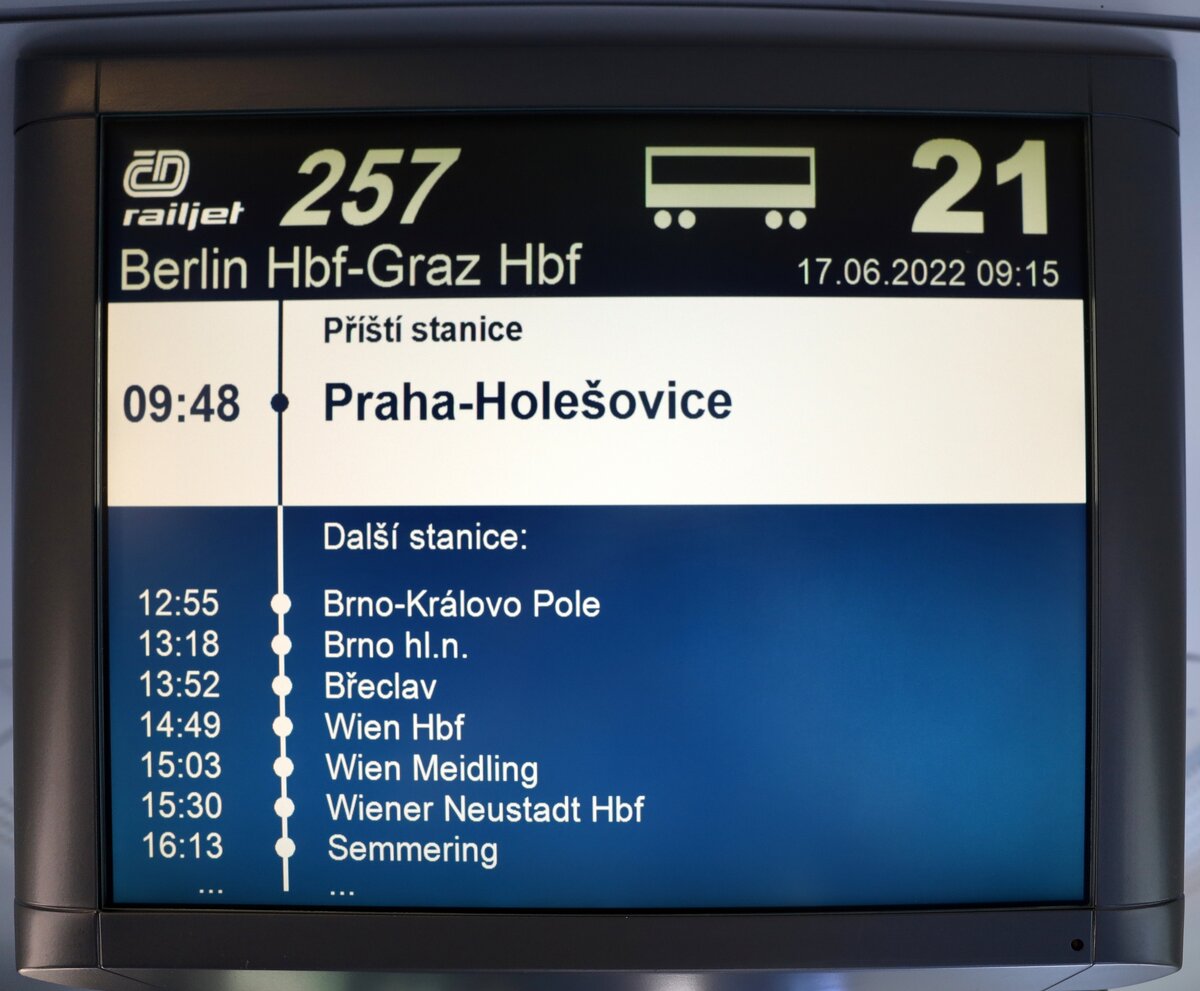 ČD
railjet 257 21
Berlin Hbf-Graz Hbf 17.06.2022 09:15
Příští stanice
09:48 Praha-Holešovice
Další stanice:
12:55 Brno-Královo Pole
13:18 Brno hl.n.
13:52 Břeclav
14:49 Wien Hbf
15:03 Wien Meidling
15:30 Wiener Neustadt Hbf
16:13 Semmering
... ...